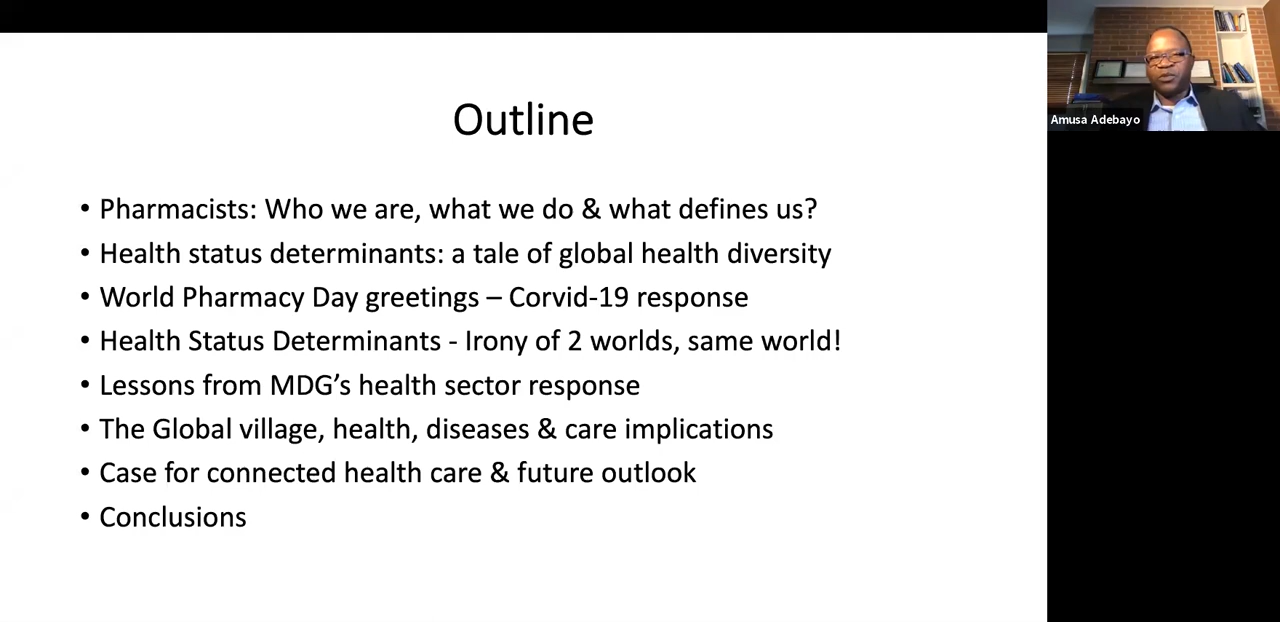 Outline
• Pharmacists: Who we are, what we do & what defines us?
• Health status determinants: a tale of global health diversity
• World Pharmacy Day greetings – Corvid-19 response
• Health Status Determinants - Irony of 2 worlds, same world!
• Lessons from MDG’s health sector response
• The Global village, health, diseases & care implications
• Case for connected health care & future outlook
• Conclusions
Amusa Adebayo